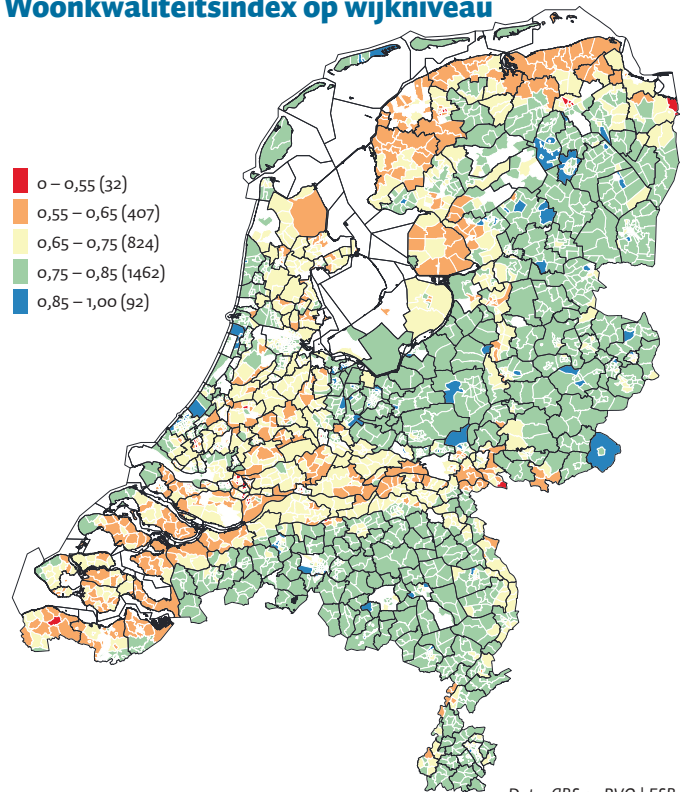 Woonkwaliteitsindex op wijkniveau
0 – 0,55 (32)
0,55 – 0,65 (407)
0,65 – 0,75 (824)
0,75 – 0,85 (1462)
0,85 – 1,00 (92)